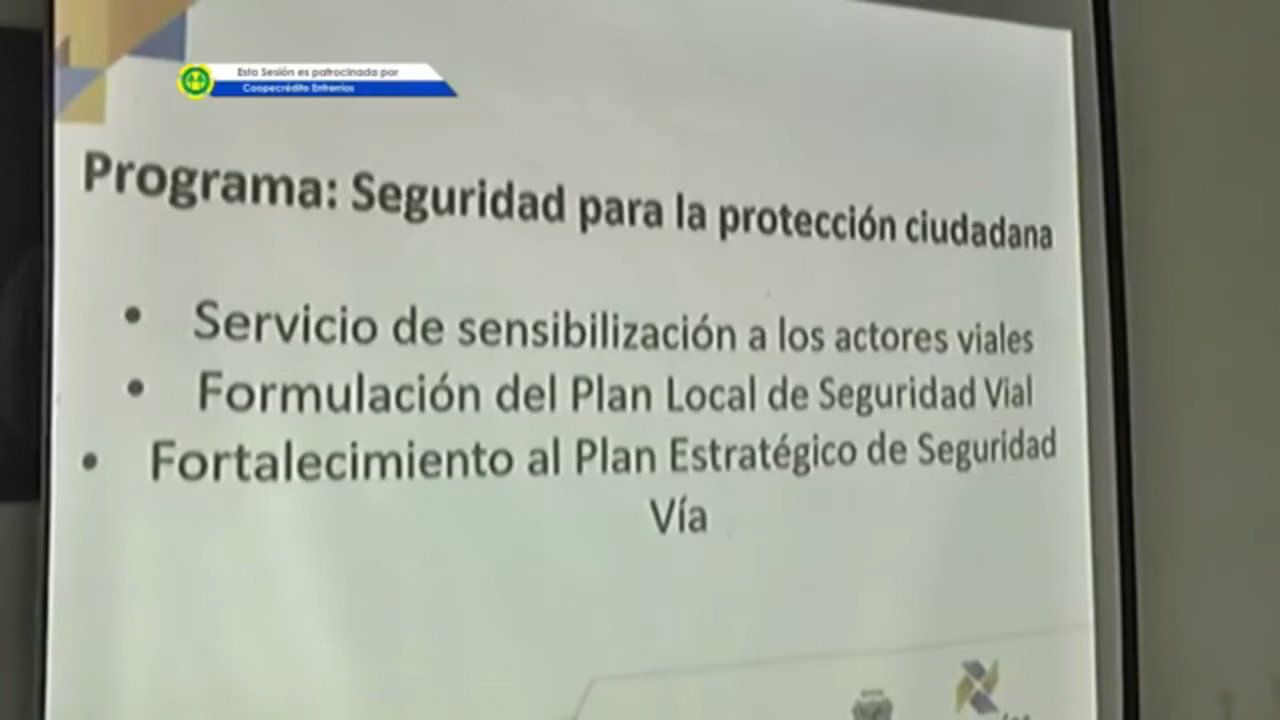 Esta Sesión es patrocinada por
Coopecrédito Entrerríos
Programa: Seguridad para la protección ciudadana
• Servicio de sensibilización a los actores viales
• Formulación del Plan Local de Seguridad Vial
• Fortalecimiento al Plan Estratégico de Seguridad
Vía